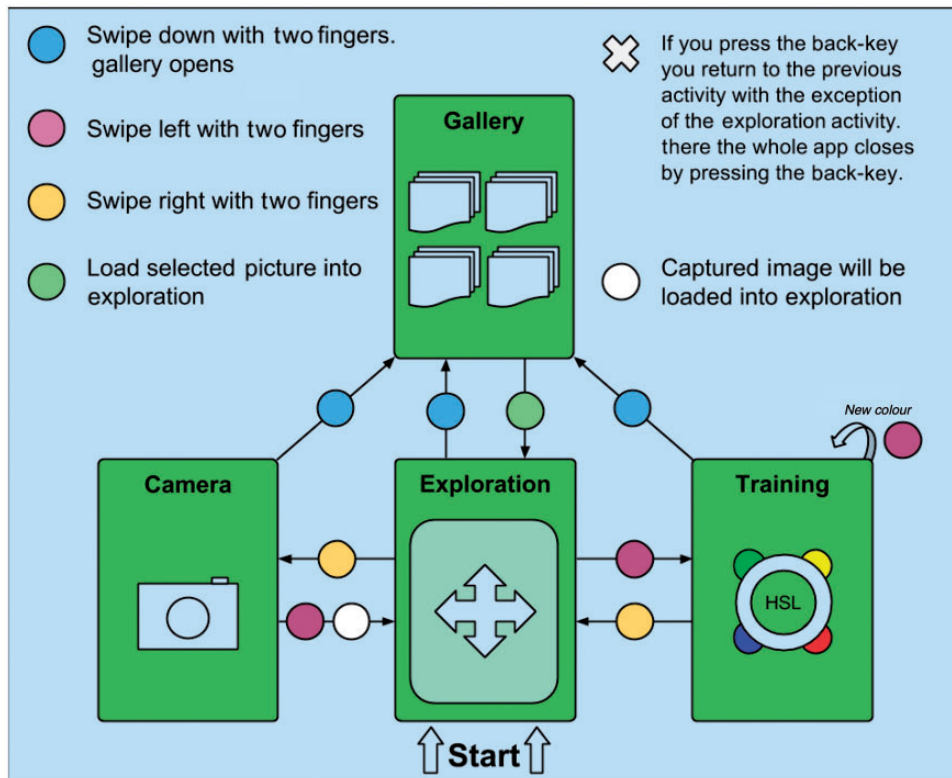 Swipe down with two fingers.
gallery opens
Swipe left with two fingers
Swipe right with two fingers
Load selected picture into
exploration
If you press the back-key
you return to the previous
activity with the exception
of the exploration activity.
there the whole app closes
by pressing the back-key.
Captured image will be
loaded into exploration
Gallery
New colour
Camera
Exploration
Training
HSL
Start